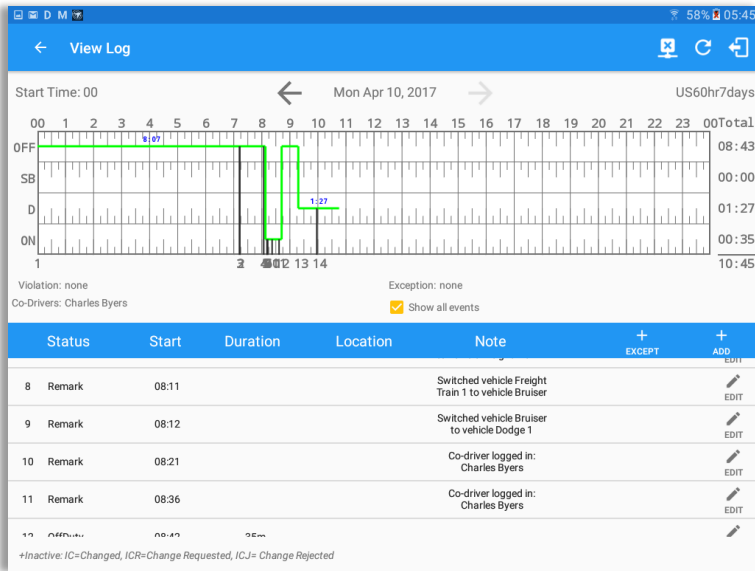 D M 58% 05:45
View Log
Start Time: 00 Mon Apr 10, 2017 US60hr7days
00 1 2 3 4 5 6 7 8 9 10 11 12 13 14 15 16 17 18 19 20 21 22 23 00 Total
OFF 8:07 08:43
SB 00:00
D 1:27 01:27
ON 00:35
1 13 14 10:45
Violation: none Exception: none
Co-Drivers: Charles Byers Show all events
Status Start Duration Location Note + EXCEPT + ADD
EDIT
8 Remark 08:11 Switched vehicle Freight
Train 1 to vehicle Bruiser EDIT
9 Remark 08:12 Switched vehicle Bruiser
to vehicle Dodge 1 EDIT
10 Remark 08:21 Co-driver logged in:
Charles Byers EDIT
11 Remark 08:36 Co-driver logged in:
Charles Byers EDIT
12 OffDuty 08:42 35m
+Inactive: IC=Changed, ICR=Change Requested, ICJ= Change Rejected